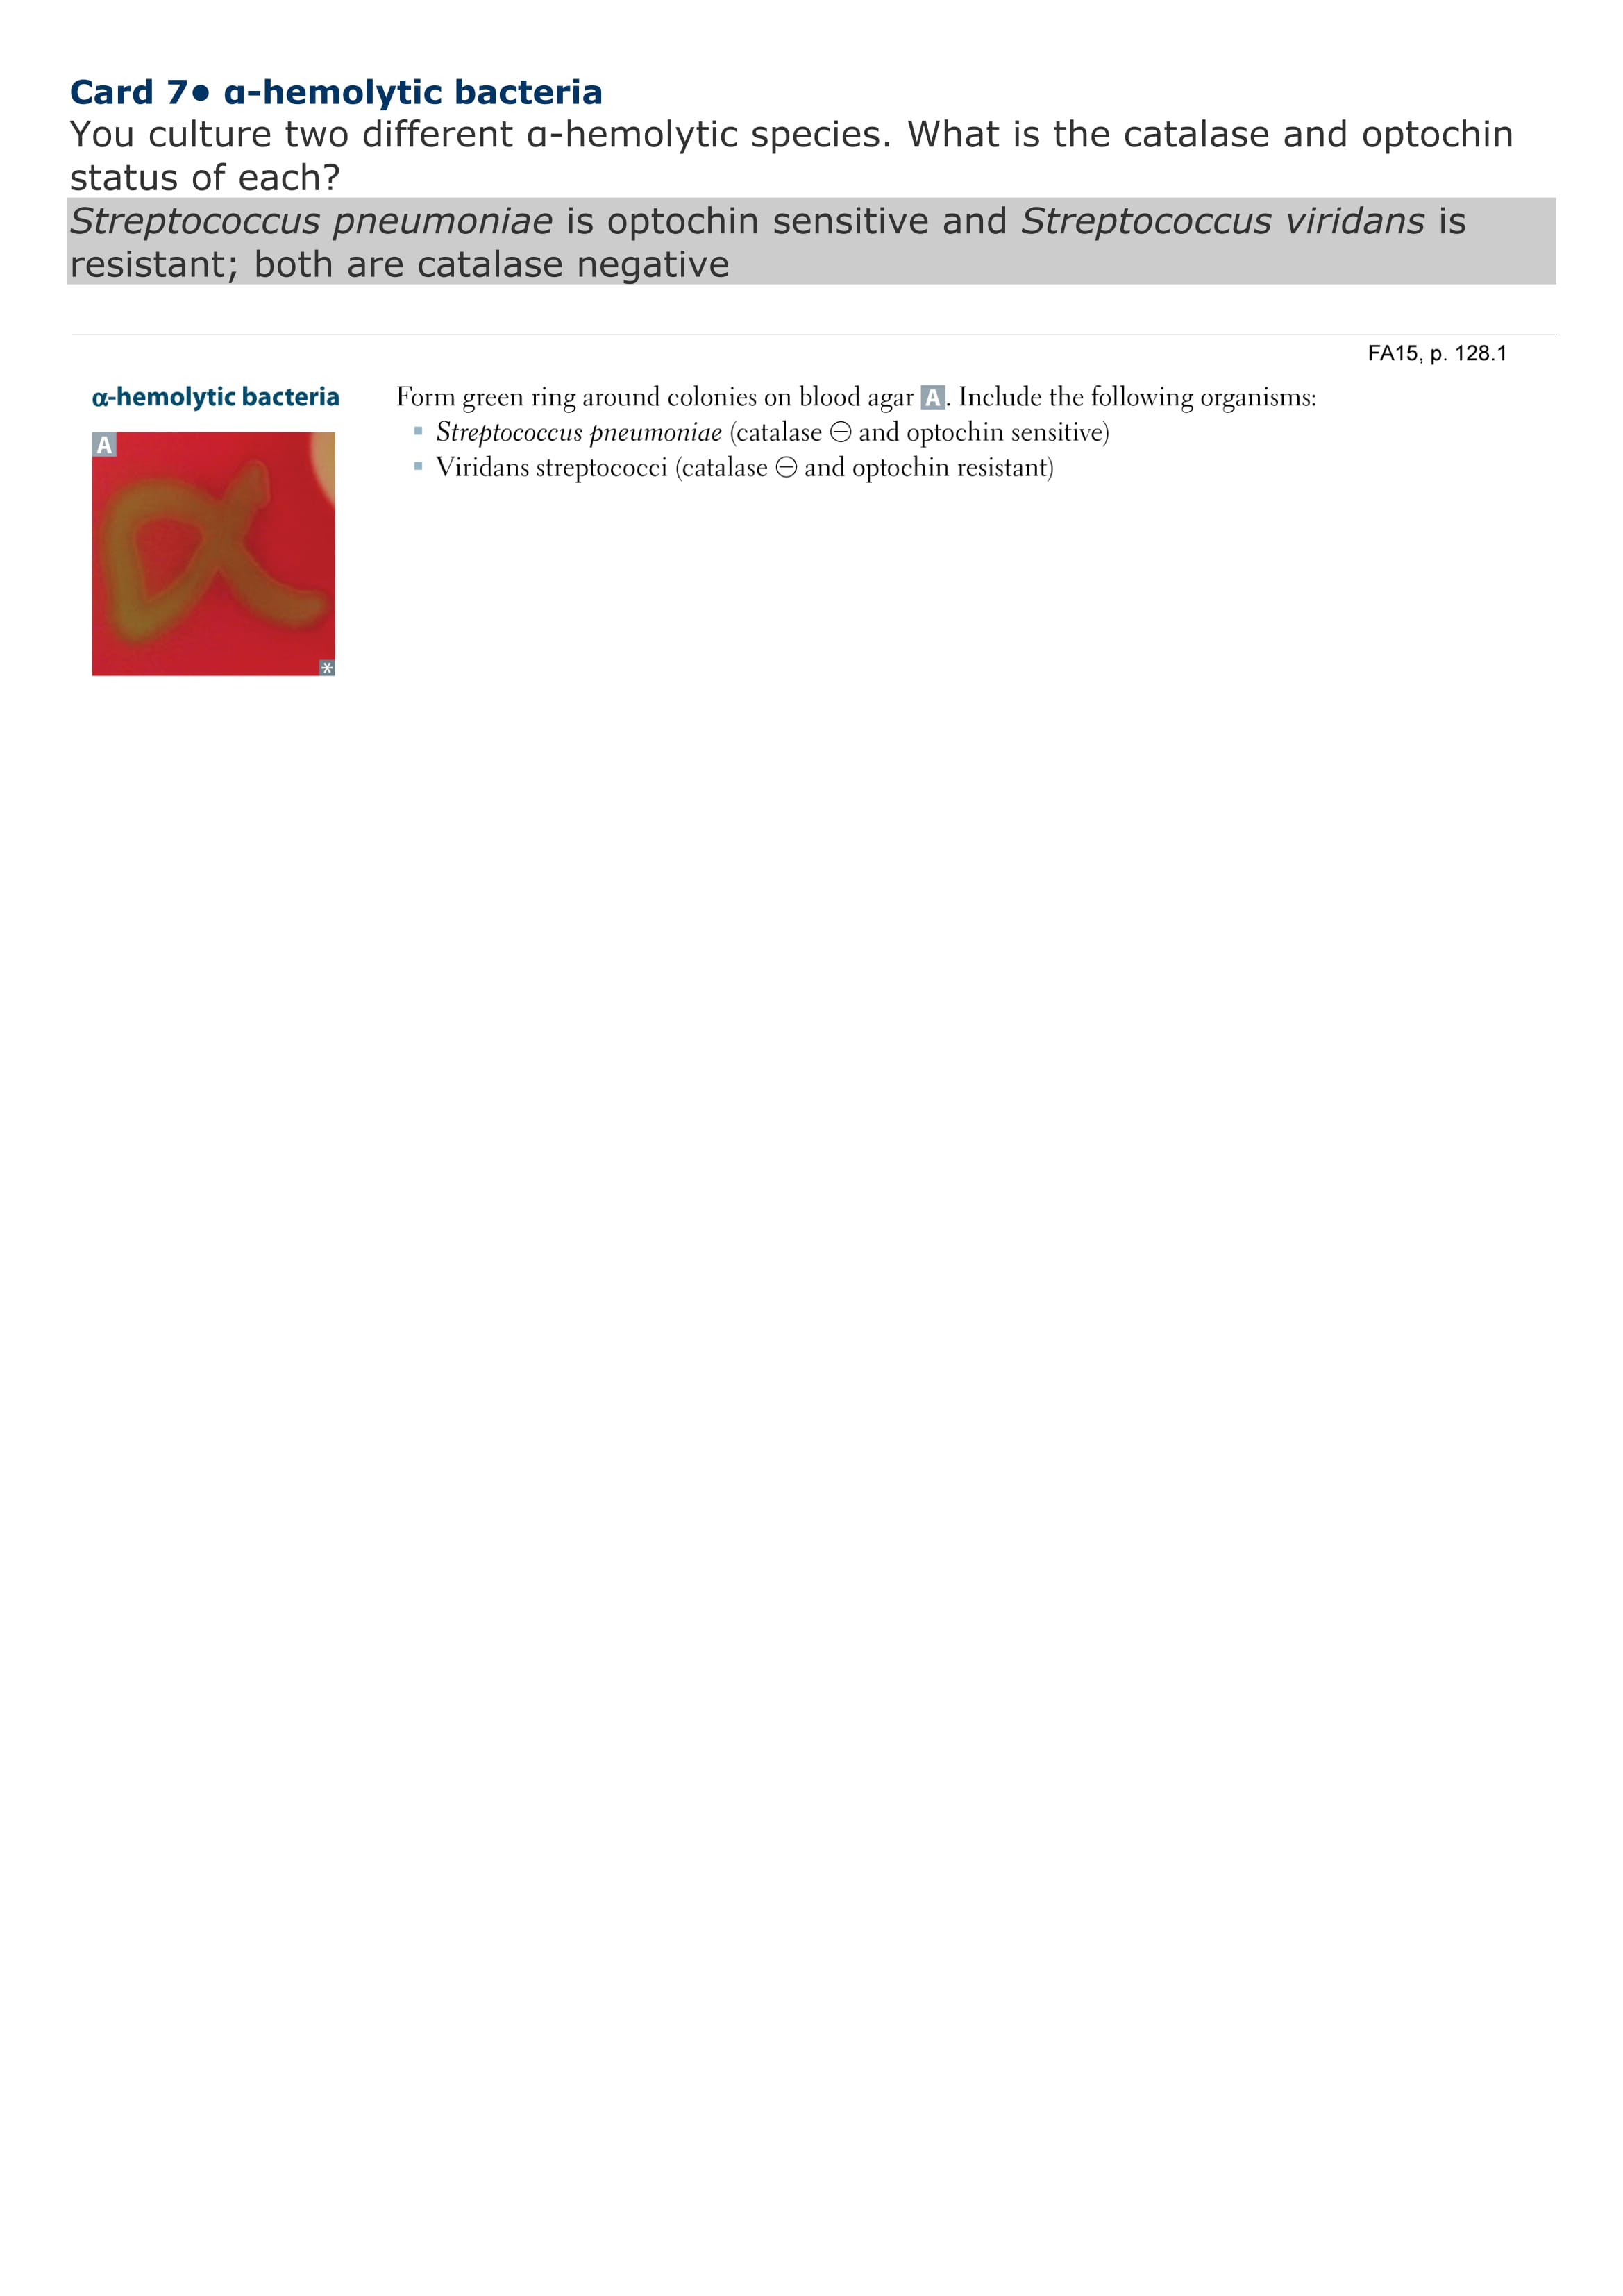 Card 7● α-hemolytic bacteria
You culture two different α-hemolytic species. What is the catalase and optochin
status of each?
Streptococcus pneumoniae is optochin sensitive and Streptococcus viridans is
resistant; both are catalase negative
FA15, p. 128.1
α-hemolytic bacteria
Form green ring around colonies on blood agar A. Include the following organisms:
▪ Streptococcus pneumoniae (catalase ⊖ and optochin sensitive)
▪ Viridans streptococci (catalase ⊖ and optochin resistant)
A
α
*